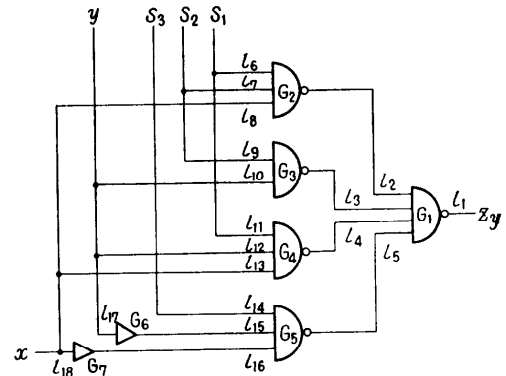 y S₃ S₂ S₁
l₆
l₇ G₂
l₈
l₉
l₁₀ G₃ l₂ l₁
l₃ G₁ Zy
l₁₁ l₄
l₁₂ G₄ l₅
l₁₃
l₁₄
l₁₇ G₆ l₁₅ G₅
x l₁₆
l₁₈ G₇